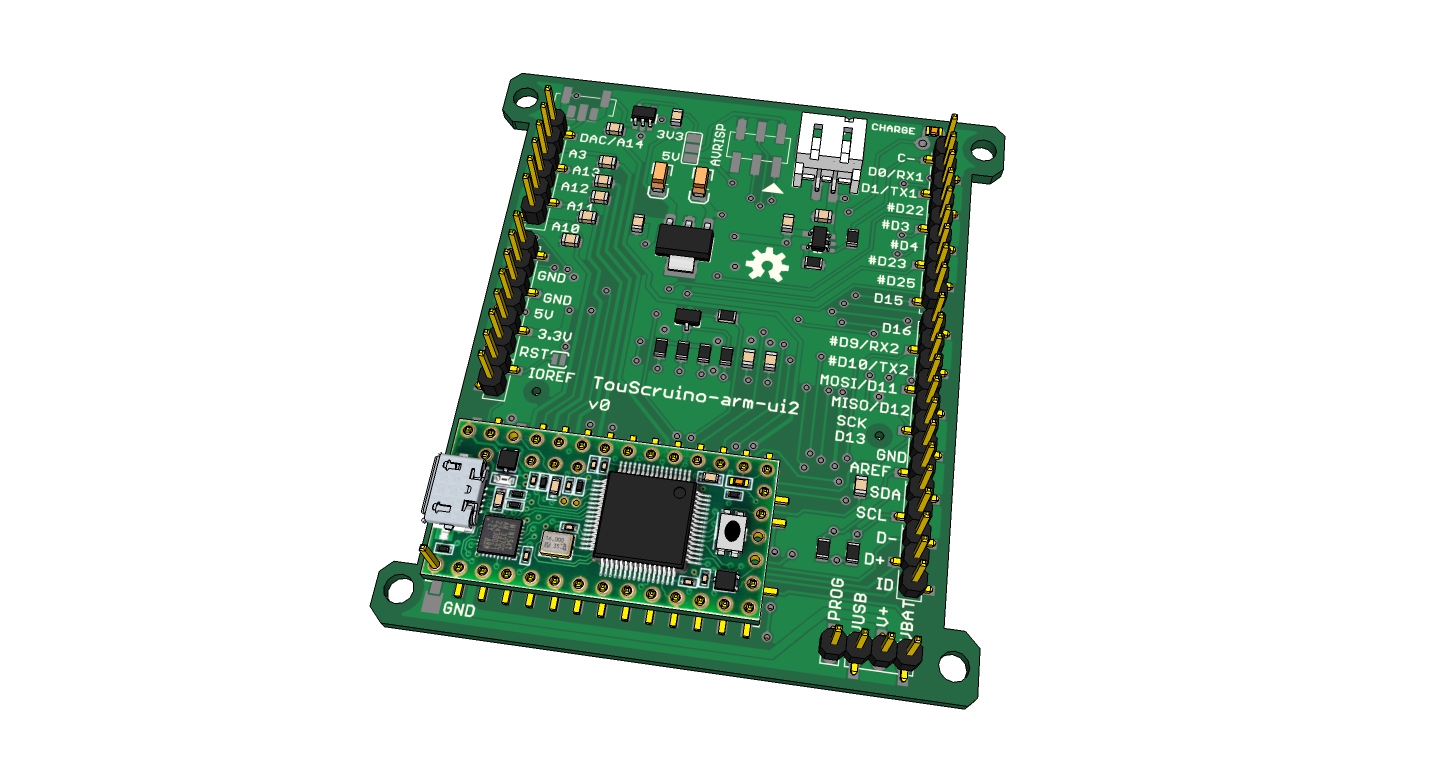 DAC/A14
A3
A13
A12
A11
A10
GND
GND
5V
3.3V
RST
IOREF
3V3
5V
AVRISP
CHARGE
C-
D0/RX1
D1/TX1
#D22
#D3
#D4
#D23
#D25
D15
D16
#D9/RX2
#D10/TX2
MOSI/D11
MISO/D12
SCK
D13
GND
AREF
SDA
SCL
D-
D+
ID
TouScruino-arm-ui2
v0
GND
PROG
VUSB
V+
VBAT